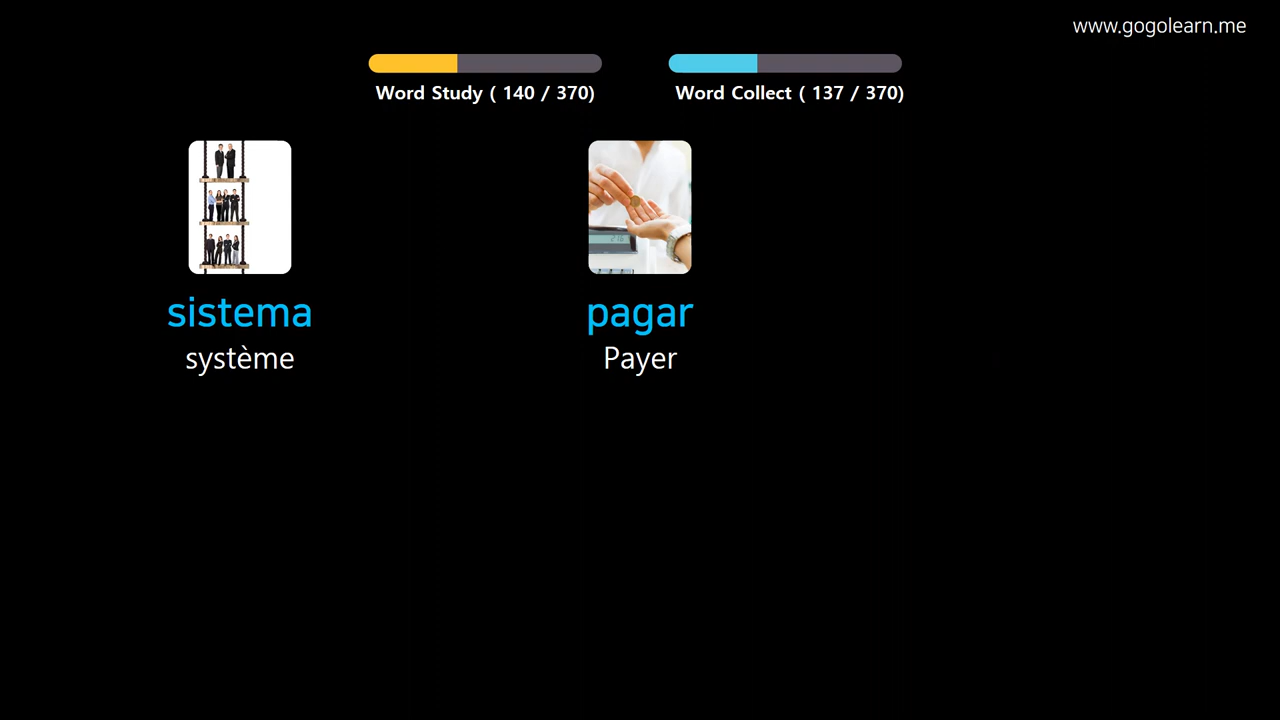 www.gogolearn.me
Word Study ( 140 / 370)
Word Collect ( 137 / 370)
sistema
système
pagar
Payer